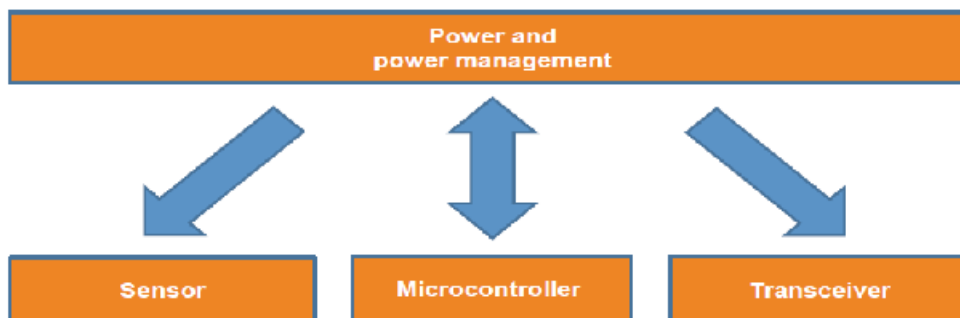 Power and
power management
Sensor
Microcontroller
Transceiver